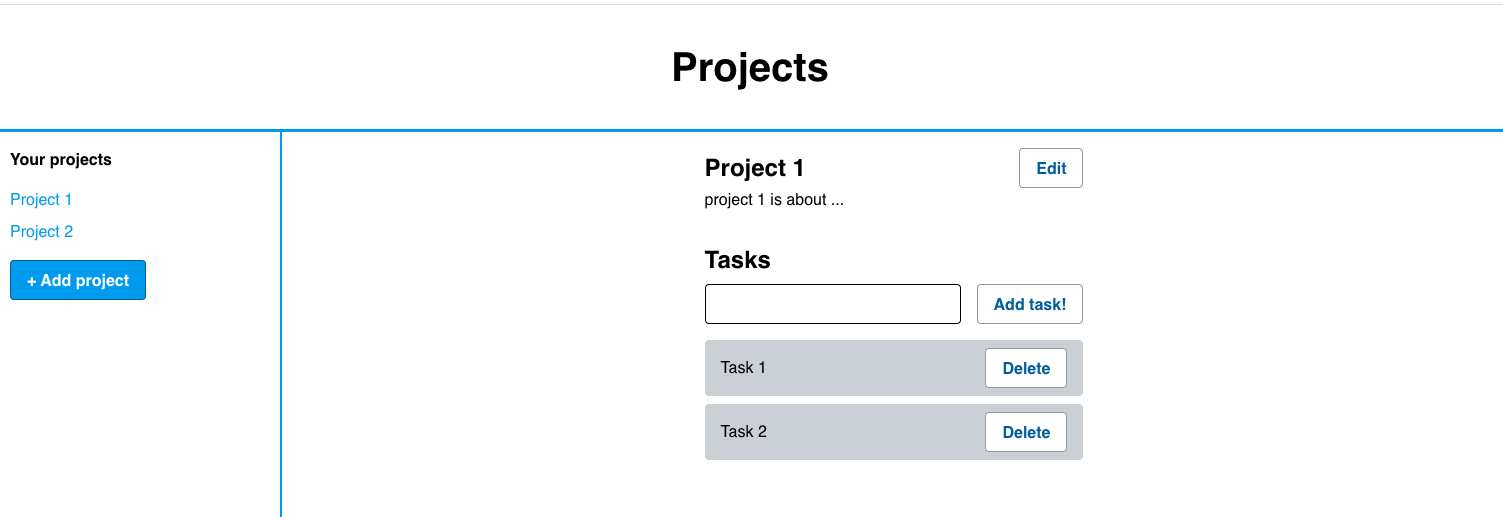 Projects
Your projects
Project 1
Project 2
+ Add project
Project 1
Edit
project 1 is about ...
Tasks
Add task!
Task 1
Delete
Task 2
Delete